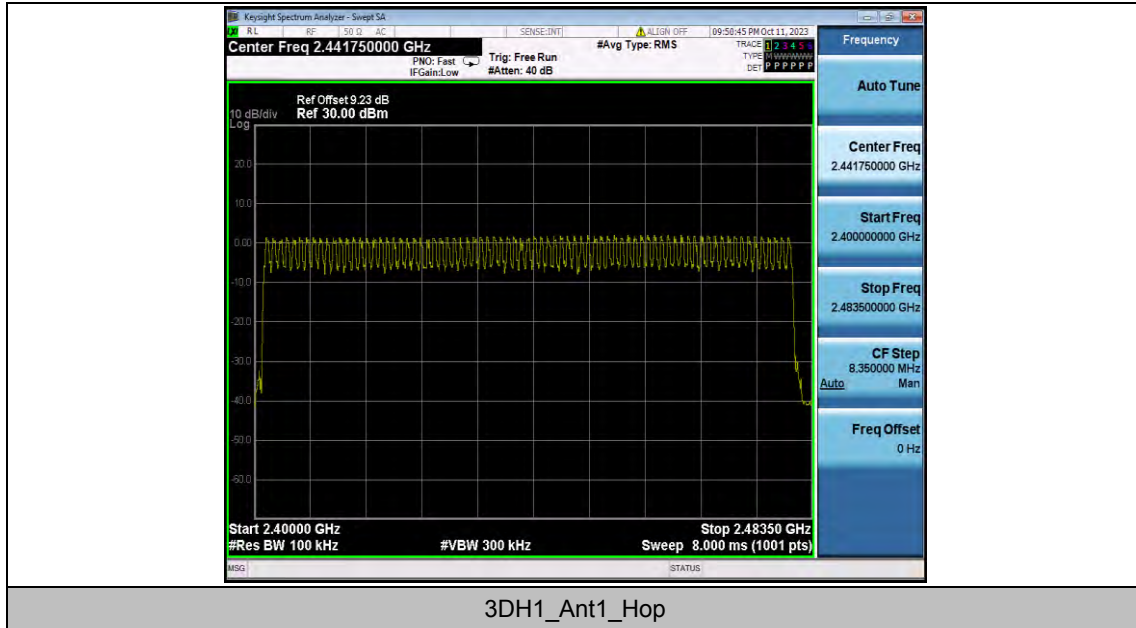 Keysight Spectrum Analyzer - Swept SA
RL RF 50 Ω AC SENSE:INT ALIGN OFF 09:50:45 PM Oct 11, 2023
Center Freq 2.441750000 GHz
PNO: Fast
IFGain:Low
Trig: Free Run
#Atten: 40 dB
#Avg Type: RMS
TRACE 1 2 3 4 5 6
TYPE M WWWWW
DET P P P P P P
Ref Offset 9.23 dB
10 dB/div Ref 30.00 dBm
Log
20.0
10.0
0.00
-10.0
-20.0
-30.0
-40.0
-50.0
-60.0
Start 2.40000 GHz Stop 2.48350 GHz
#Res BW 100 kHz #VBW 300 kHz Sweep 8.000 ms (1001 pts)
MSG STATUS
Frequency
Auto Tune
Center Freq
2.441750000 GHz
Start Freq
2.400000000 GHz
Stop Freq
2.483500000 GHz
CF Step
8.350000 MHz
Auto Man
Freq Offset
0 Hz
3DH1_Ant1_Hop